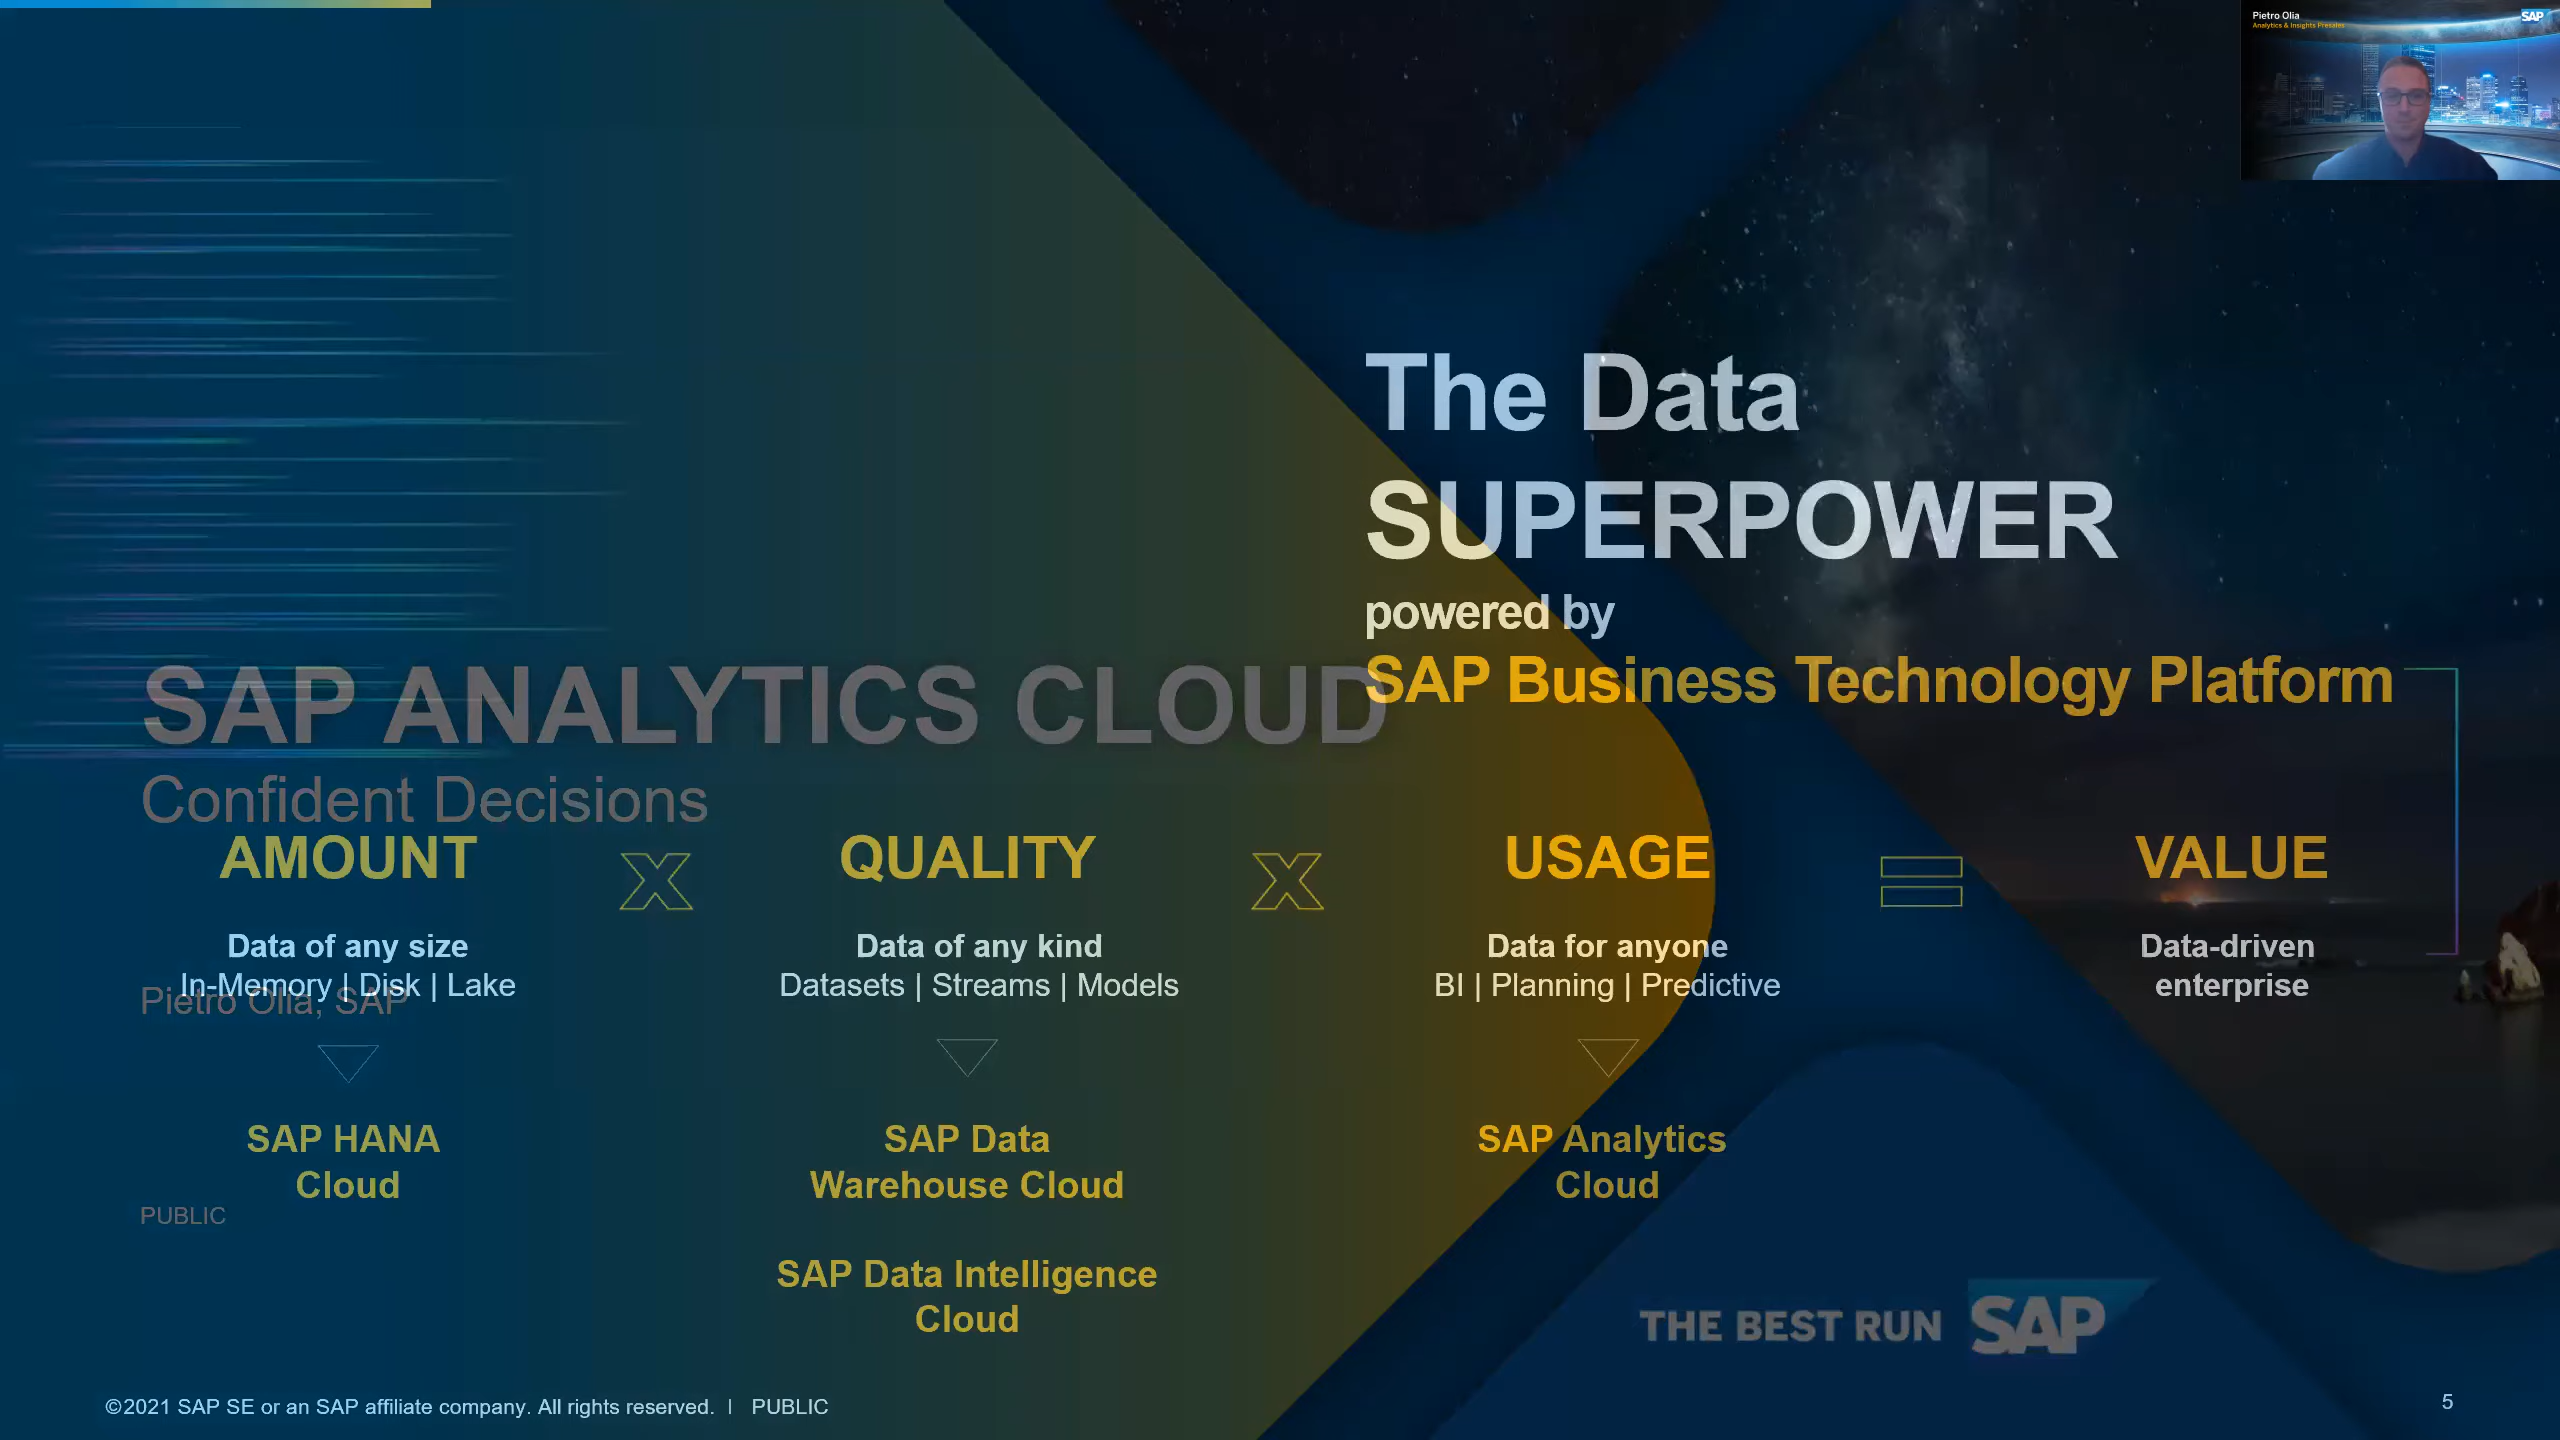 Pietro Olia
Analytics & Insights Presales
SAP
The Data
SUPERPOWER
powered by
SAP Business Technology Platform
SAP ANALYTICS CLOUD
Confident Decisions
AMOUNT X QUALITY X USAGE = VALUE
Data of any size
In-Memory | Disk | Lake
Data of any kind
Datasets | Streams | Models
Data for anyone
BI | Planning | Predictive
Data-driven
enterprise
Pietro Olia, SAP
SAP HANA
Cloud
SAP Data
Warehouse Cloud
SAP Analytics
Cloud
PUBLIC
SAP Data Intelligence
Cloud
THE BEST RUN SAP
©2021 SAP SE or an SAP affiliate company. All rights reserved. | PUBLIC
5